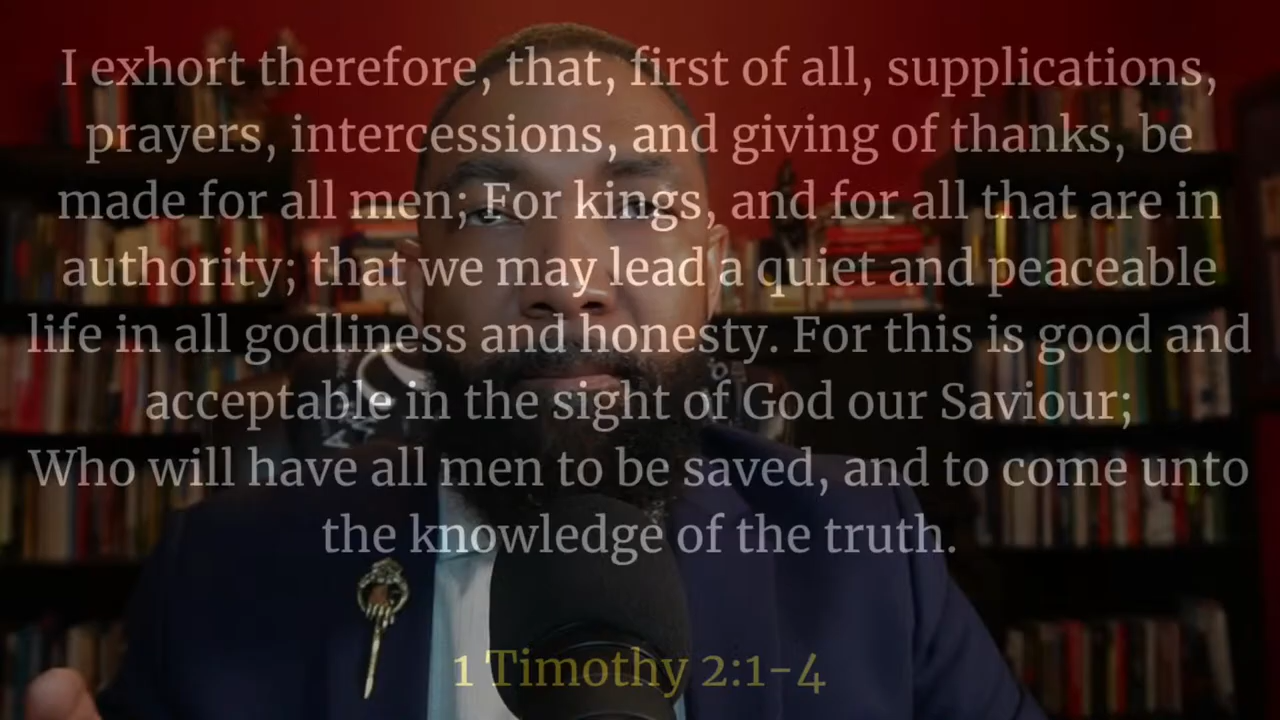 I exhort therefore, that, first of all, supplications,
prayers, intercessions, and giving of thanks, be
made for all men; For kings, and for all that are in
authority; that we may lead a quiet and peaceable
life in all godliness and honesty. For this is good and
acceptable in the sight of God our Saviour;
Who will have all men to be saved, and to come unto
the knowledge of the truth.
1 Timothy 2:1-4